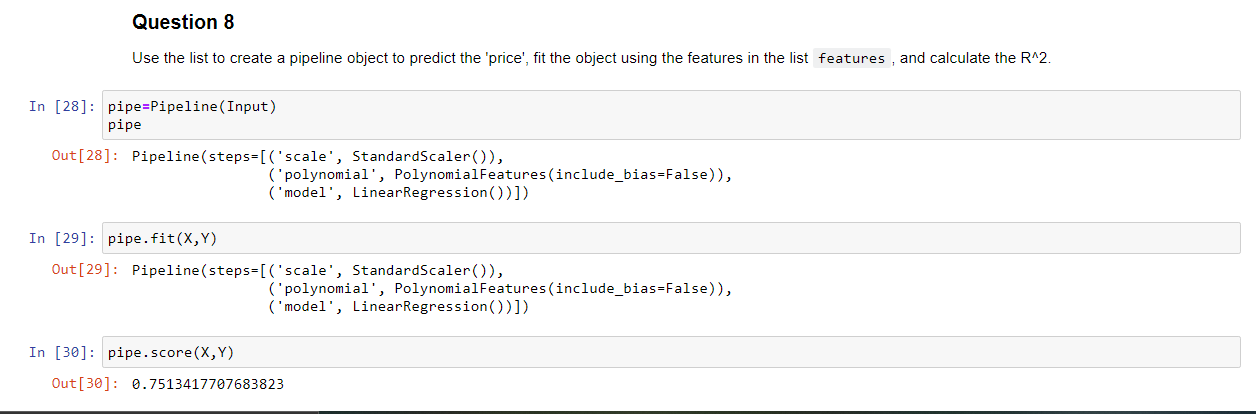 Question 8
Use the list to create a pipeline object to predict the 'price', fit the object using the features in the list features , and calculate the R^2.
In [28]: pipe=Pipeline(Input)
pipe
Out[28]: Pipeline(steps=[('scale', StandardScaler()),
('polynomial', PolynomialFeatures(include_bias=False)),
('model', LinearRegression())])
In [29]: pipe.fit(X,Y)
Out[29]: Pipeline(steps=[('scale', StandardScaler()),
('polynomial', PolynomialFeatures(include_bias=False)),
('model', LinearRegression())])
In [30]: pipe.score(X,Y)
Out[30]: 0.7513417707683823